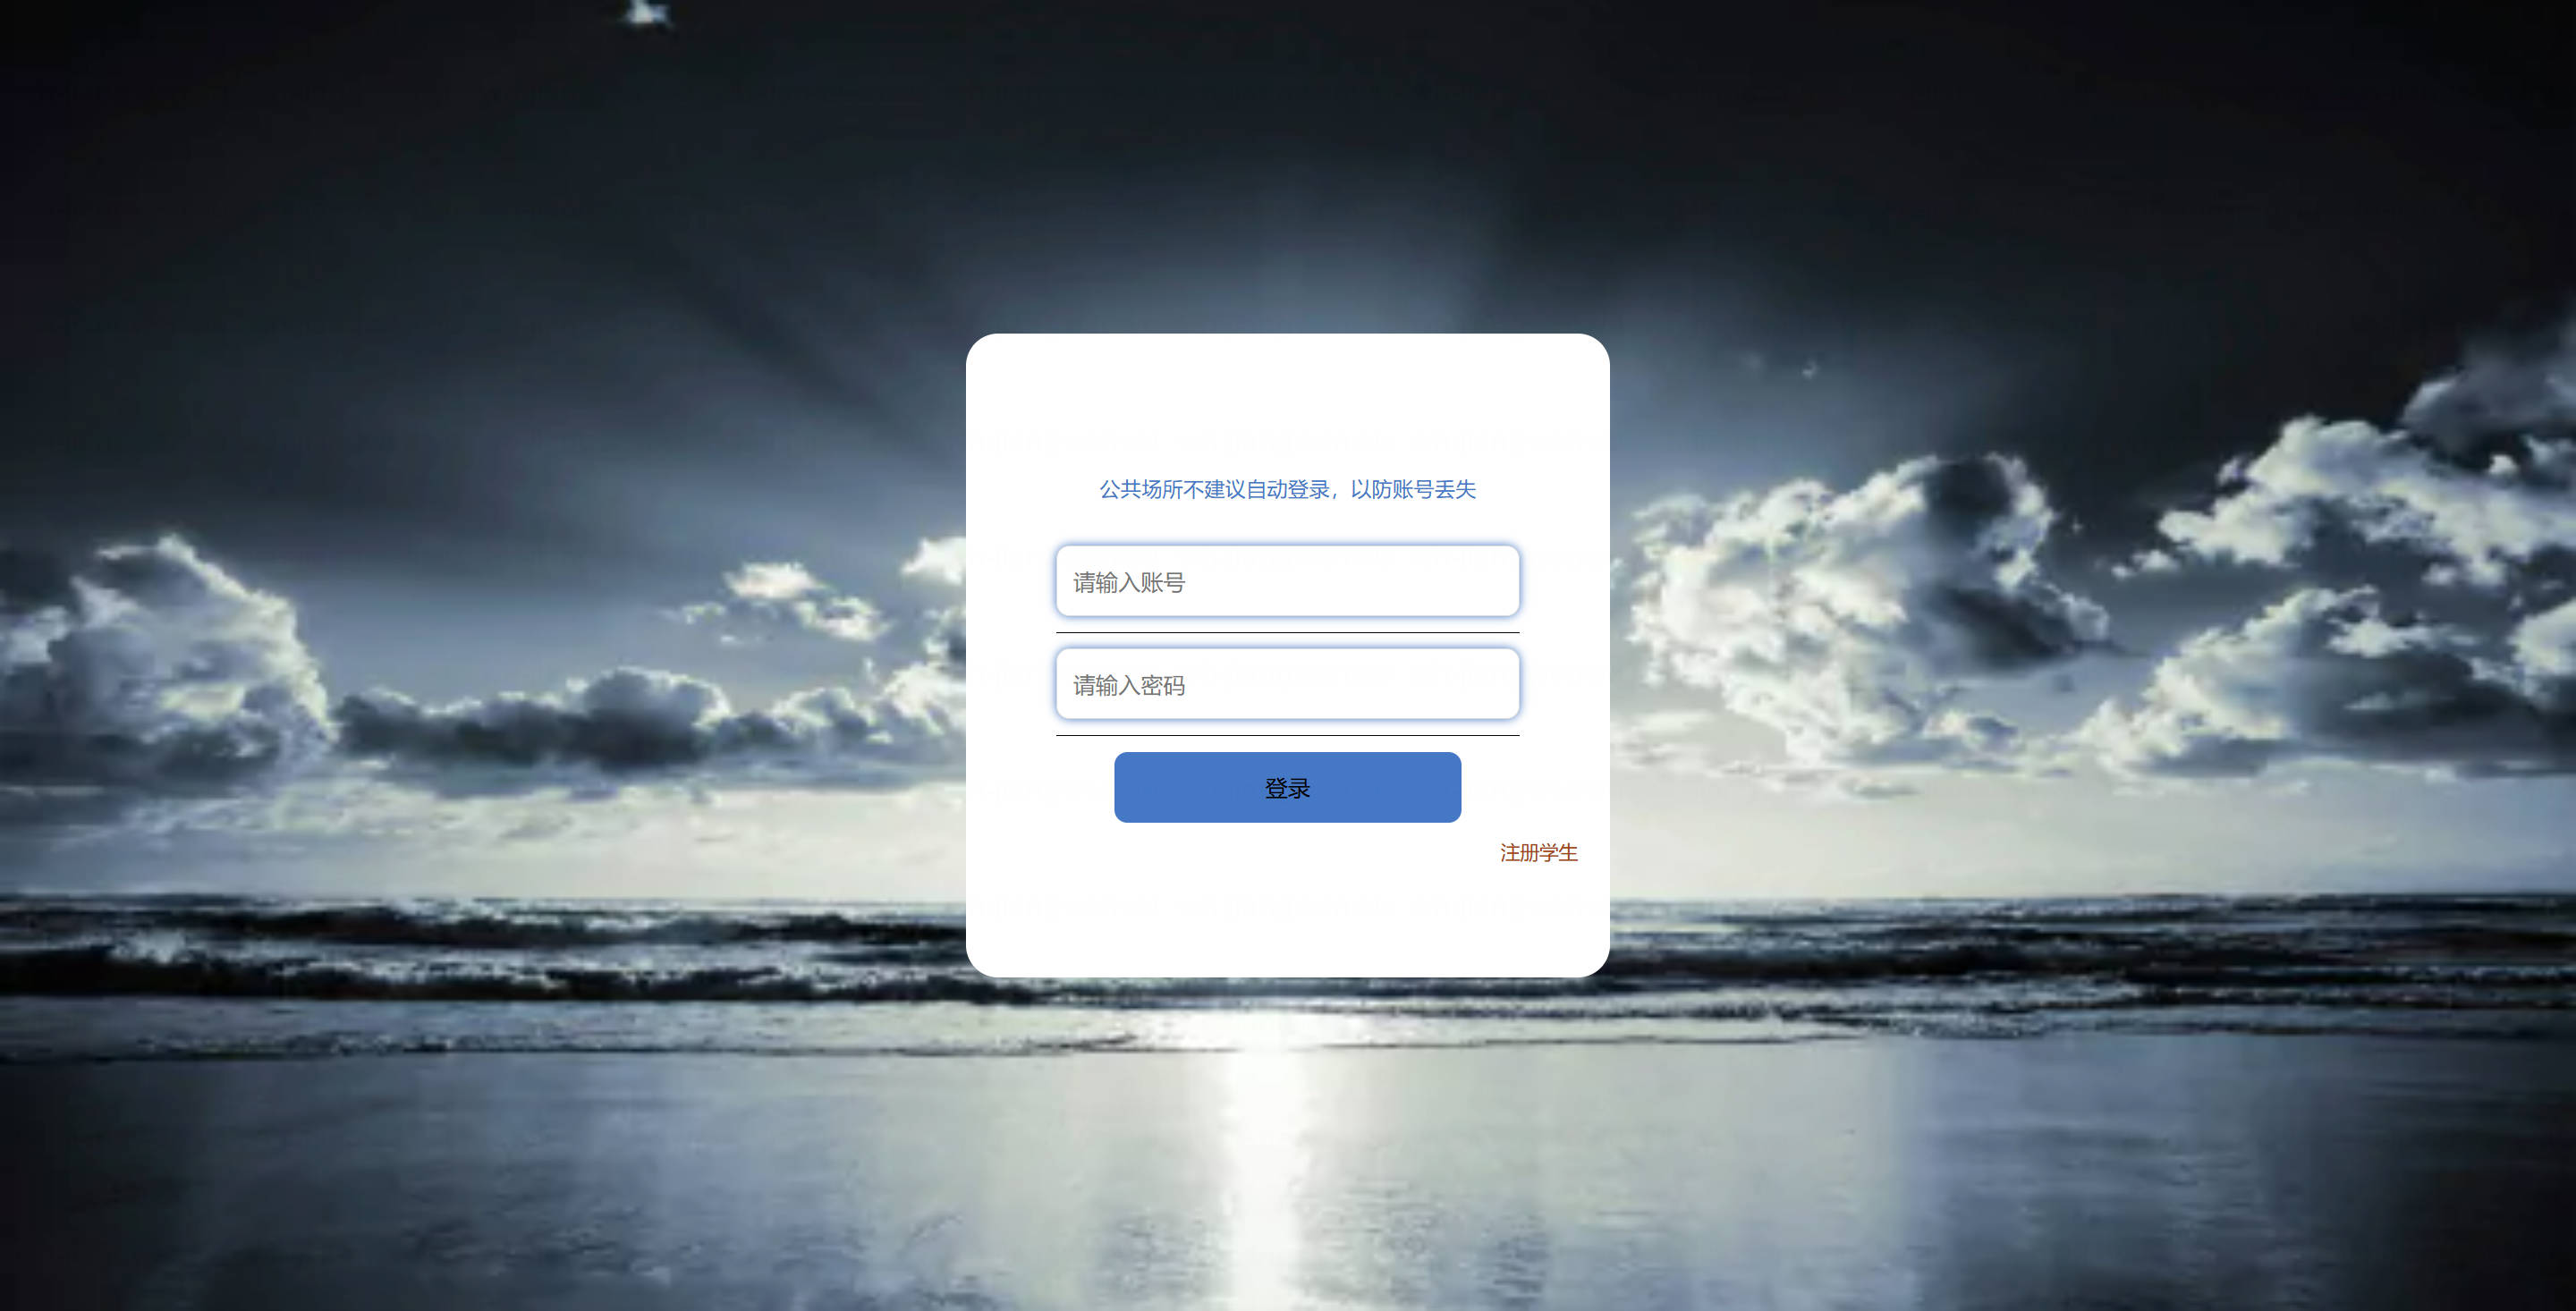 公共场所不建议自动登录，以防账号丢失
请输入账号
请输入密码
登录
注册学生